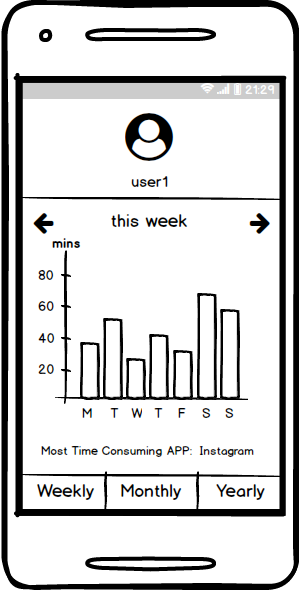 21:29
user1
this week
mins
80
60
40
20
M T W T F S S
Most Time Consuming APP: Instagram
Weekly Monthly Yearly